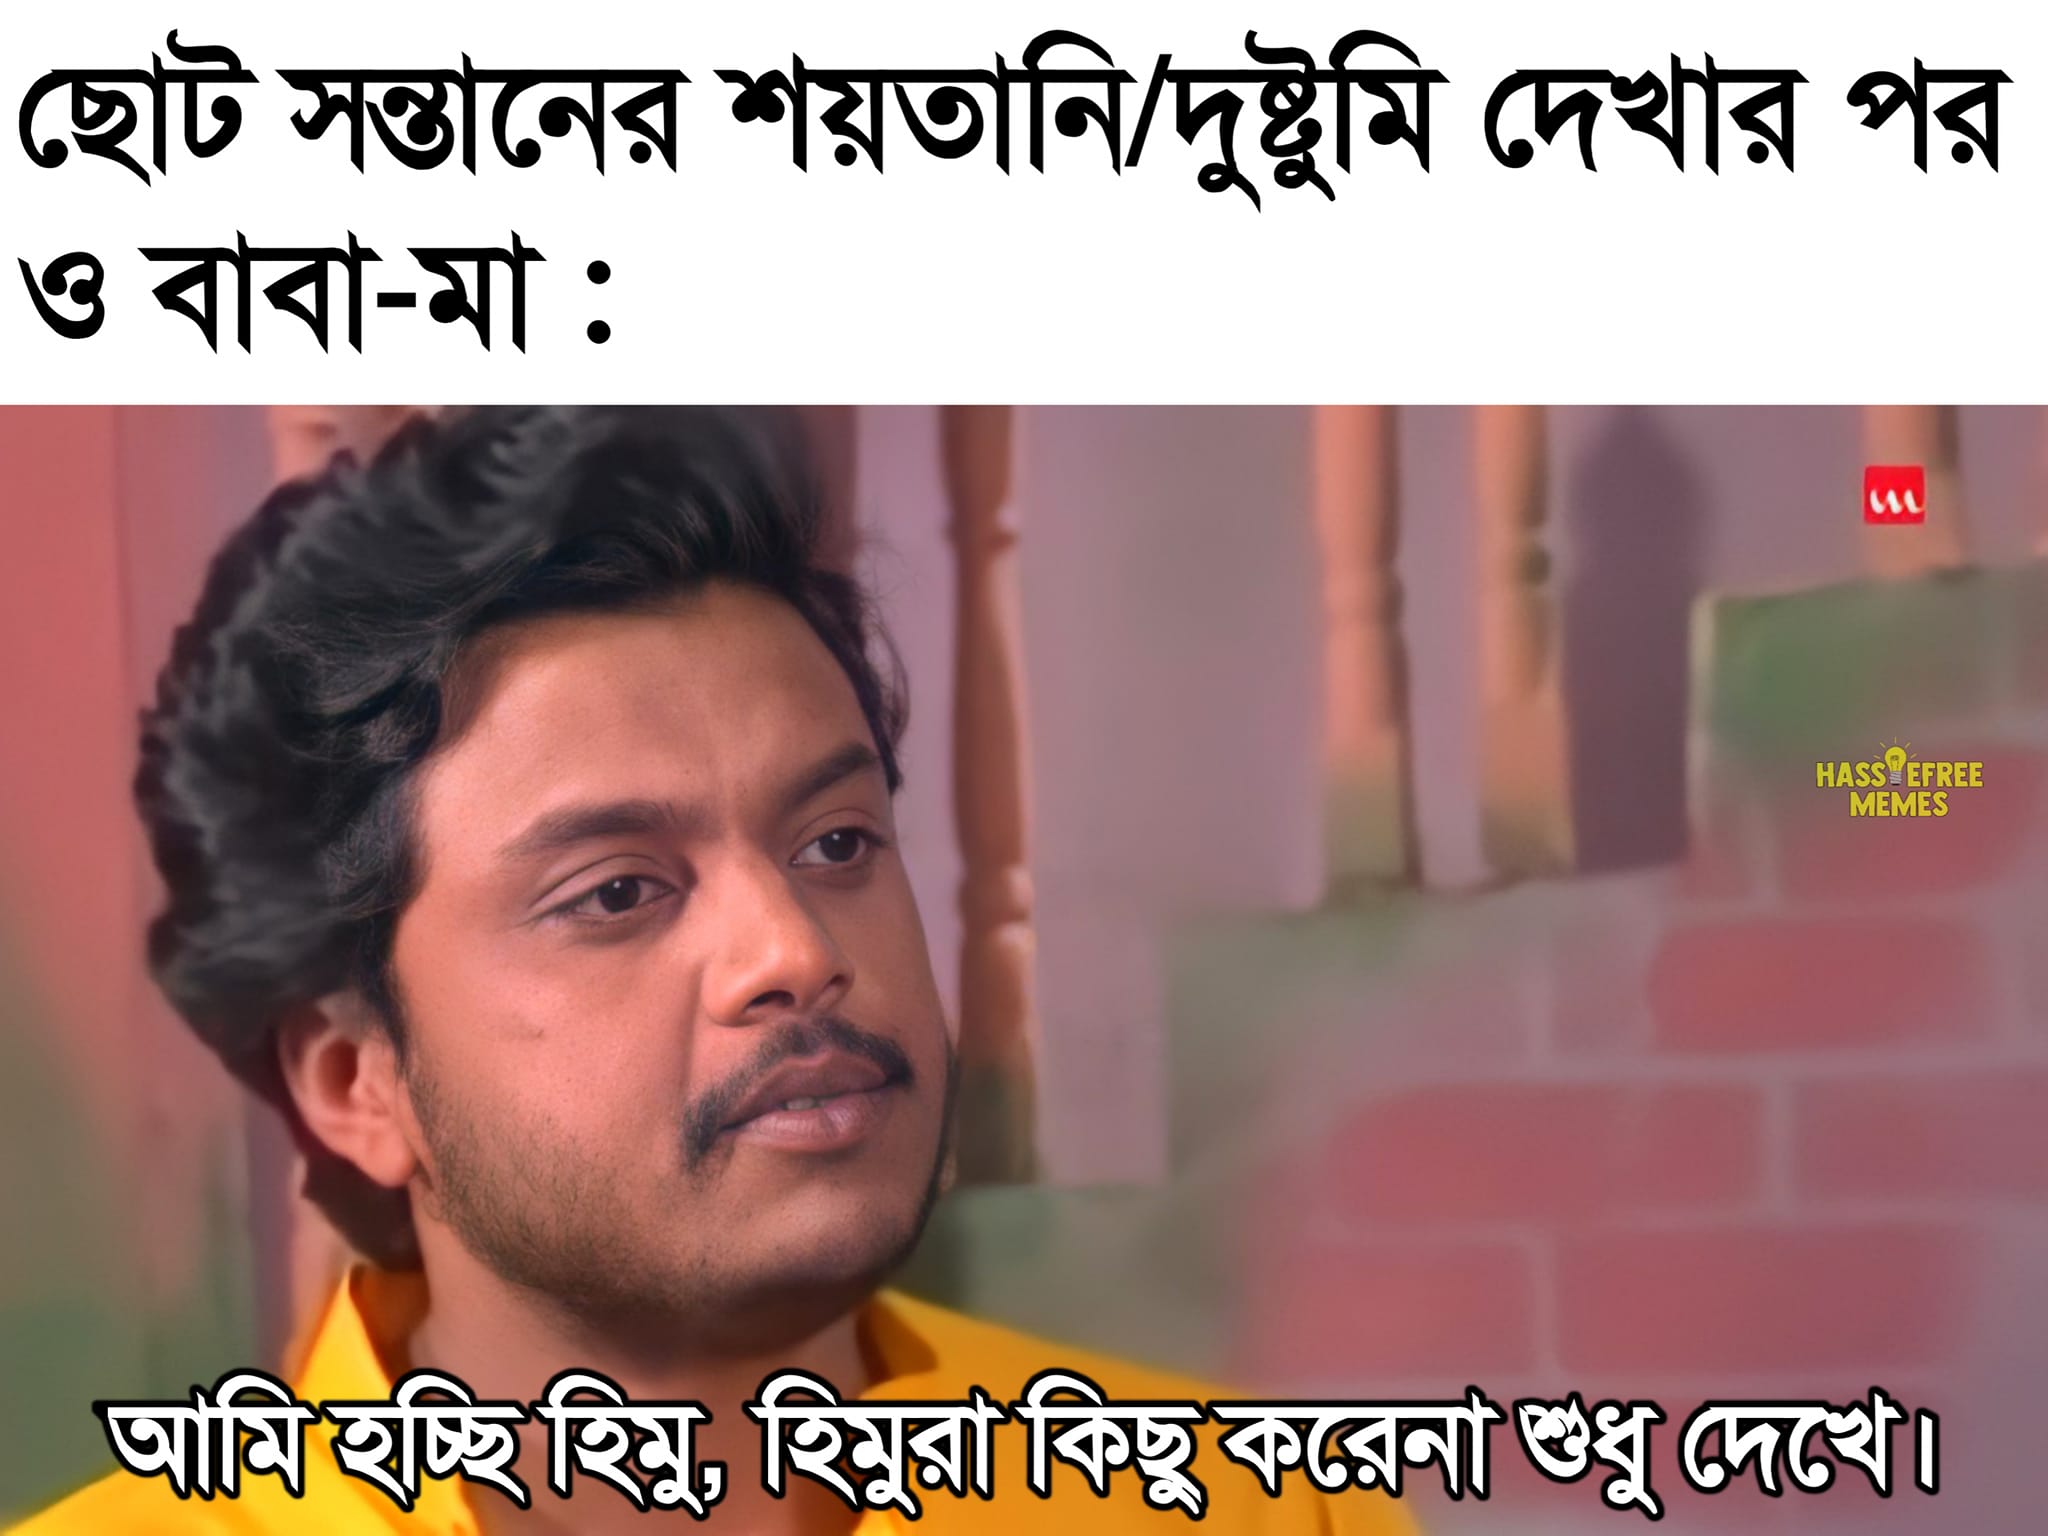 ছোট সন্তানের শয়তানি/দুষ্টুমি দেখার পর
ও বাবা-মা :
HASSLEFREE
MEMES
আমি হচ্ছি হিমু, হিমুরা কিছু করেনা শুধু দেখে।